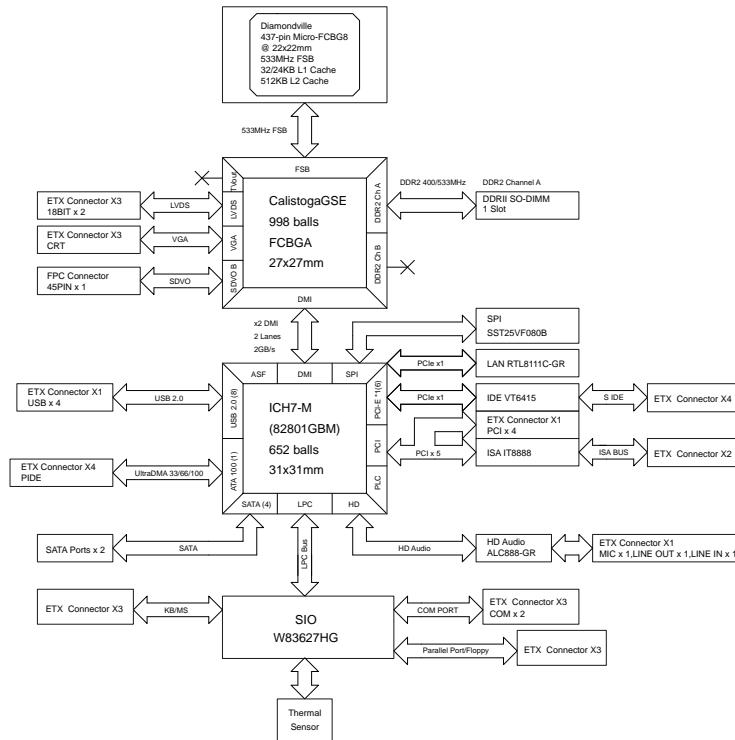 Diamondville
437-pin Micro-FCBG8
@ 22x22mm
533MHz FSB
32/24KB L1 Cache
512KB L2 Cache
533MHz FSB
FSB
TVout
LVDS
VGA
SDVO B
CalistogaGSE
998 balls
FCBGA
27x27mm
DDR2 Ch A
DDR2 Ch B
DMI
DDR2 400/533MHz
DDR2 Channel A
DDRII SO-DIMM
1 Slot
ETX Connector X3
18BIT x 2
LVDS
ETX Connector X3
CRT
VGA
FPC Connector
45PIN x 1
SDVO
x2 DMI
2 Lanes
2GB/s
SPI
SST25VF080B
ASF
DMI
SPI
USB 2.0 (8)
ATA 100 (1)
ICH7-M
(82801GBM)
652 balls
31x31mm
PCI-E *1(6)
PCI
PLC
SATA (4)
LPC
HD
PCIe x1
LAN RTL8111C-GR
PCIe x1
IDE VT6415
S IDE
ETX Connector X4
ETX Connector X1
PCI x 4
PCI x 5
ISA IT8888
ISA BUS
ETX Connector X2
ETX Connector X1
USB x 4
USB 2.0
ETX Connector X4
PIDE
UltraDMA 33/66/100
SATA Ports x 2
SATA
LPC Bus
HD Audio
HD Audio
ALC888-GR
ETX Connector X1
MIC x 1,LINE OUT x 1,LINE IN x 1
ETX Connector X3
KB/MS
SIO
W83627HG
COM PORT
ETX Connector X3
COM x 2
Parallel Port/Floppy
ETX Connector X3
Thermal
Sensor